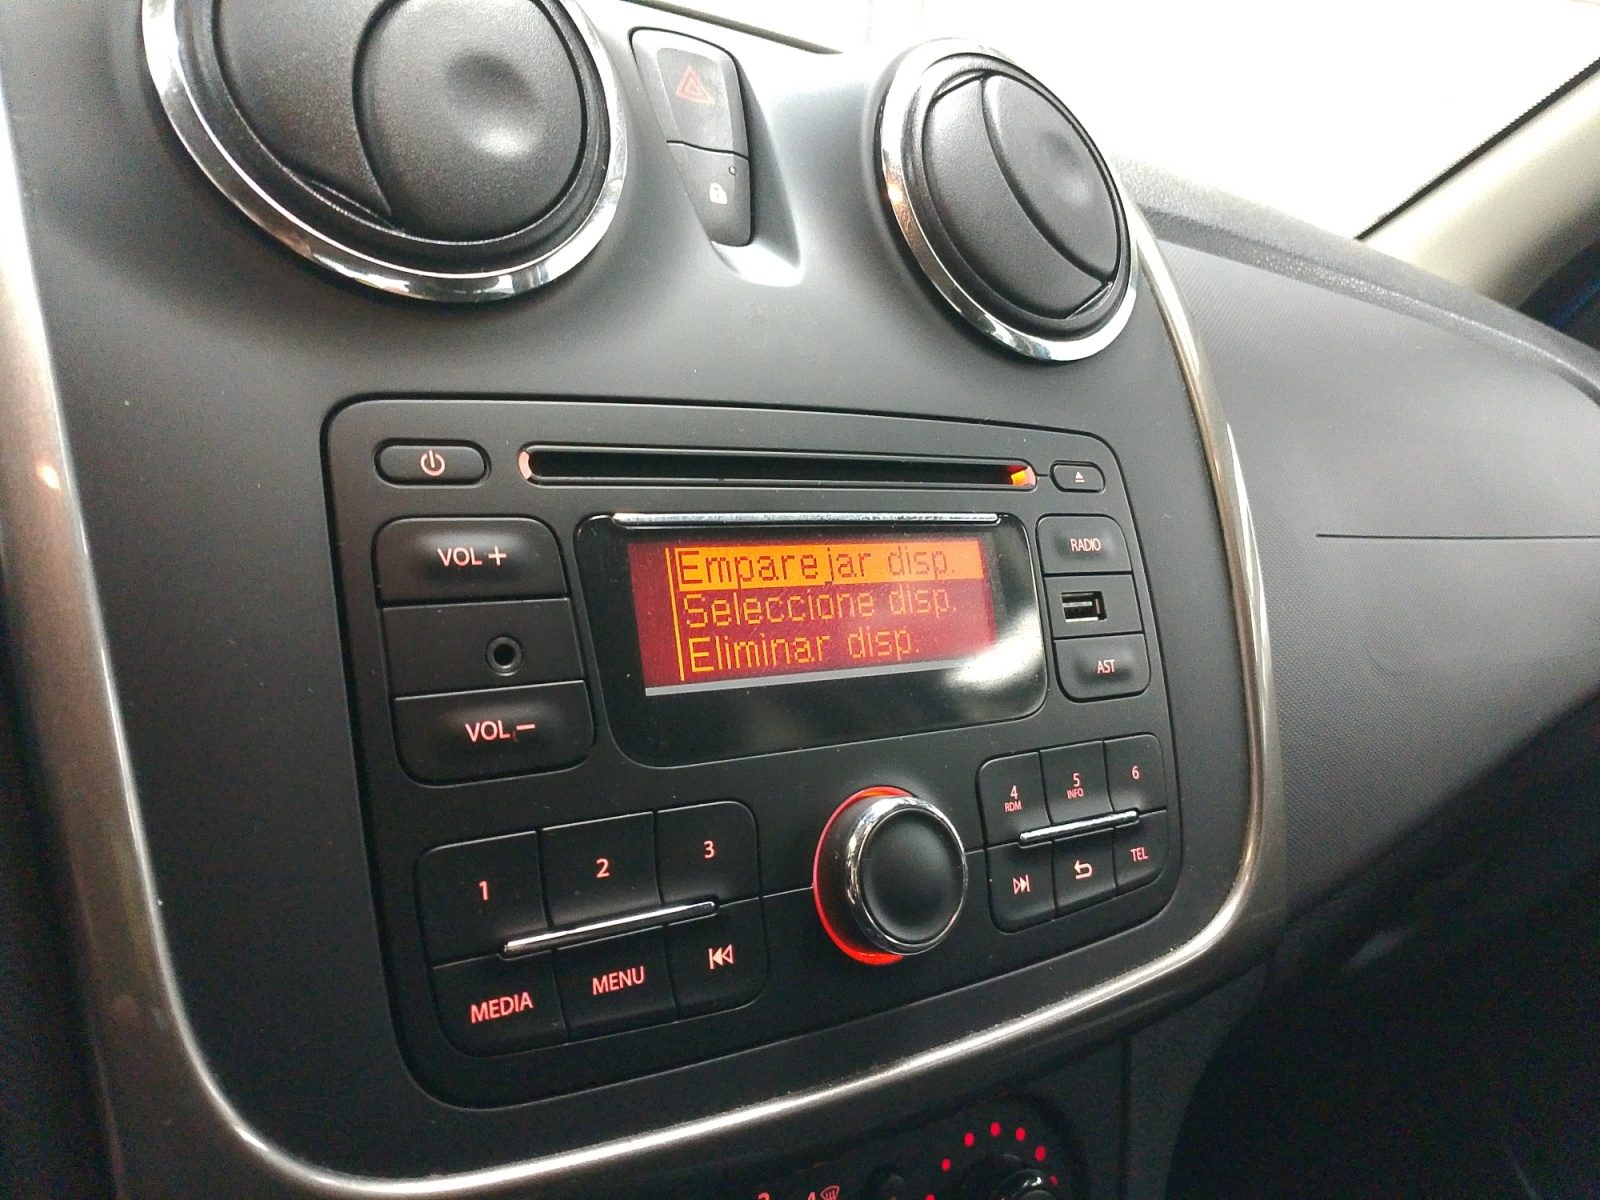 VOL +
VOL −
Emparejar disp.
Seleccione disp.
Eliminar disp.
RADIO
AST
1
2
3
MEDIA
MENU
4
RDM
5
INFO
6
TEL